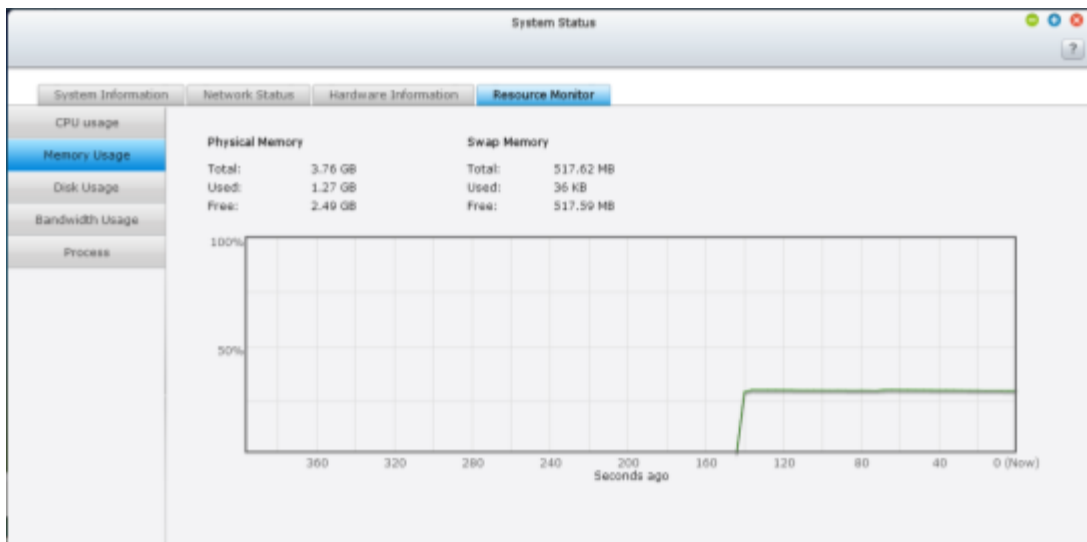 System Status
?
System Information Network Status Hardware Information Resource Monitor
CPU usage
Memory Usage
Disk Usage
Bandwidth Usage
Process
Physical Memory
Total: 3.76 GB
Used: 1.27 GB
Free: 2.49 GB
Swap Memory
Total: 517.62 MB
Used: 36 KB
Free: 517.59 MB
100%
50%
360 320 280 240 200 160 120 80 40 0 (Now)
Seconds ago